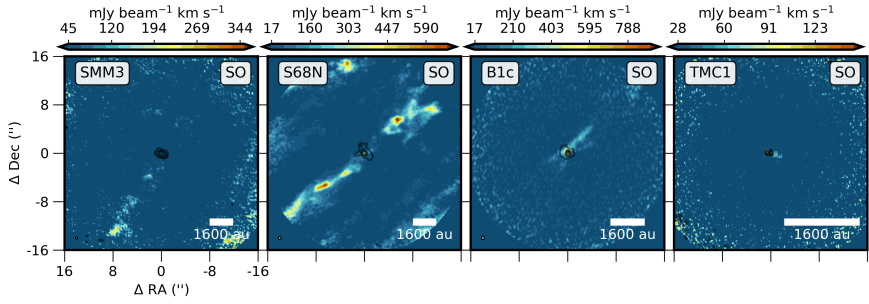 mJy beam⁻¹ km s⁻¹ mJy beam⁻¹ km s⁻¹ mJy beam⁻¹ km s⁻¹ mJy beam⁻¹ km s⁻¹
45 120 194 269 344 17 160 303 447 590 17 210 403 595 788 28 60 91 123
16 SMM3 SO S68N SO B1c SO TMC1 SO
8
0
-8
-16 1600 au 1600 au 1600 au 1600 au
Δ Dec ('')
16 8 0 -8 -16
Δ RA ('')